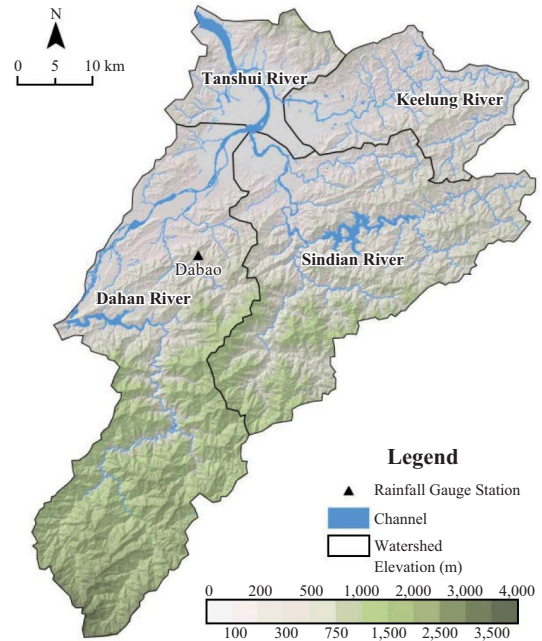 N
0 5 10 km
Tanshui River
Keelung River
Sindian River
Dabao
Dahan River
Legend
Rainfall Gauge Station
Channel
Watershed
Elevation (m)
0 200 500 1,000 2,000 3,000 4,000
100 300 750 1,500 2,500 3,500